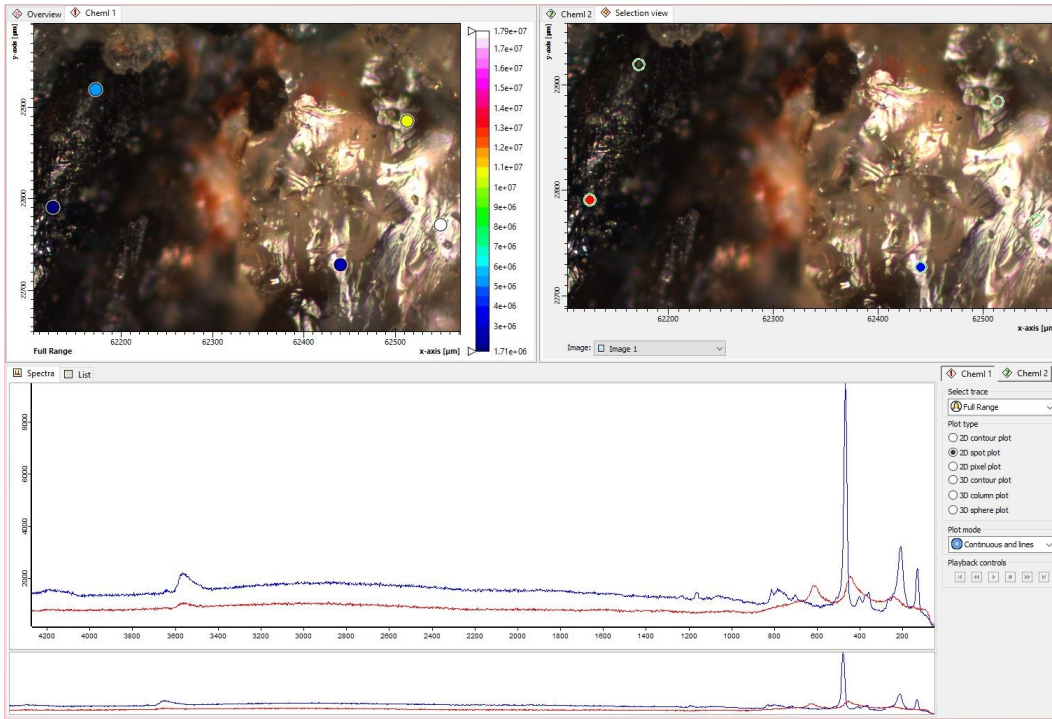 Overview
ChemI 1
y-axis [µm]
22900
22800
22700
62200
62300
62400
62500
x-axis [µm]
Full Range
1.79e+07
1.7e+07
1.6e+07
1.5e+07
1.4e+07
1.3e+07
1.2e+07
1.1e+07
1e+07
9e+06
8e+06
7e+06
6e+06
5e+06
4e+06
3e+06
1.71e+06
ChemI 2
Selection view
y-axis [µm]
22900
22800
22700
62200
62300
62400
62500
x-axis [µm]
Image:
Image 1
Spectra
List
8000
6000
4000
2000
4200 4000 3800 3600 3400 3200 3000 2800 2600 2400 2200 2000 1800 1600 1400 1200 1000 800 600 400 200
ChemI 1
ChemI 2
Select trace
Full Range
Plot type
2D contour plot
2D spot plot
2D pixel plot
3D contour plot
3D column plot
3D sphere plot
Plot mode
Continuous and lines
Playback controls